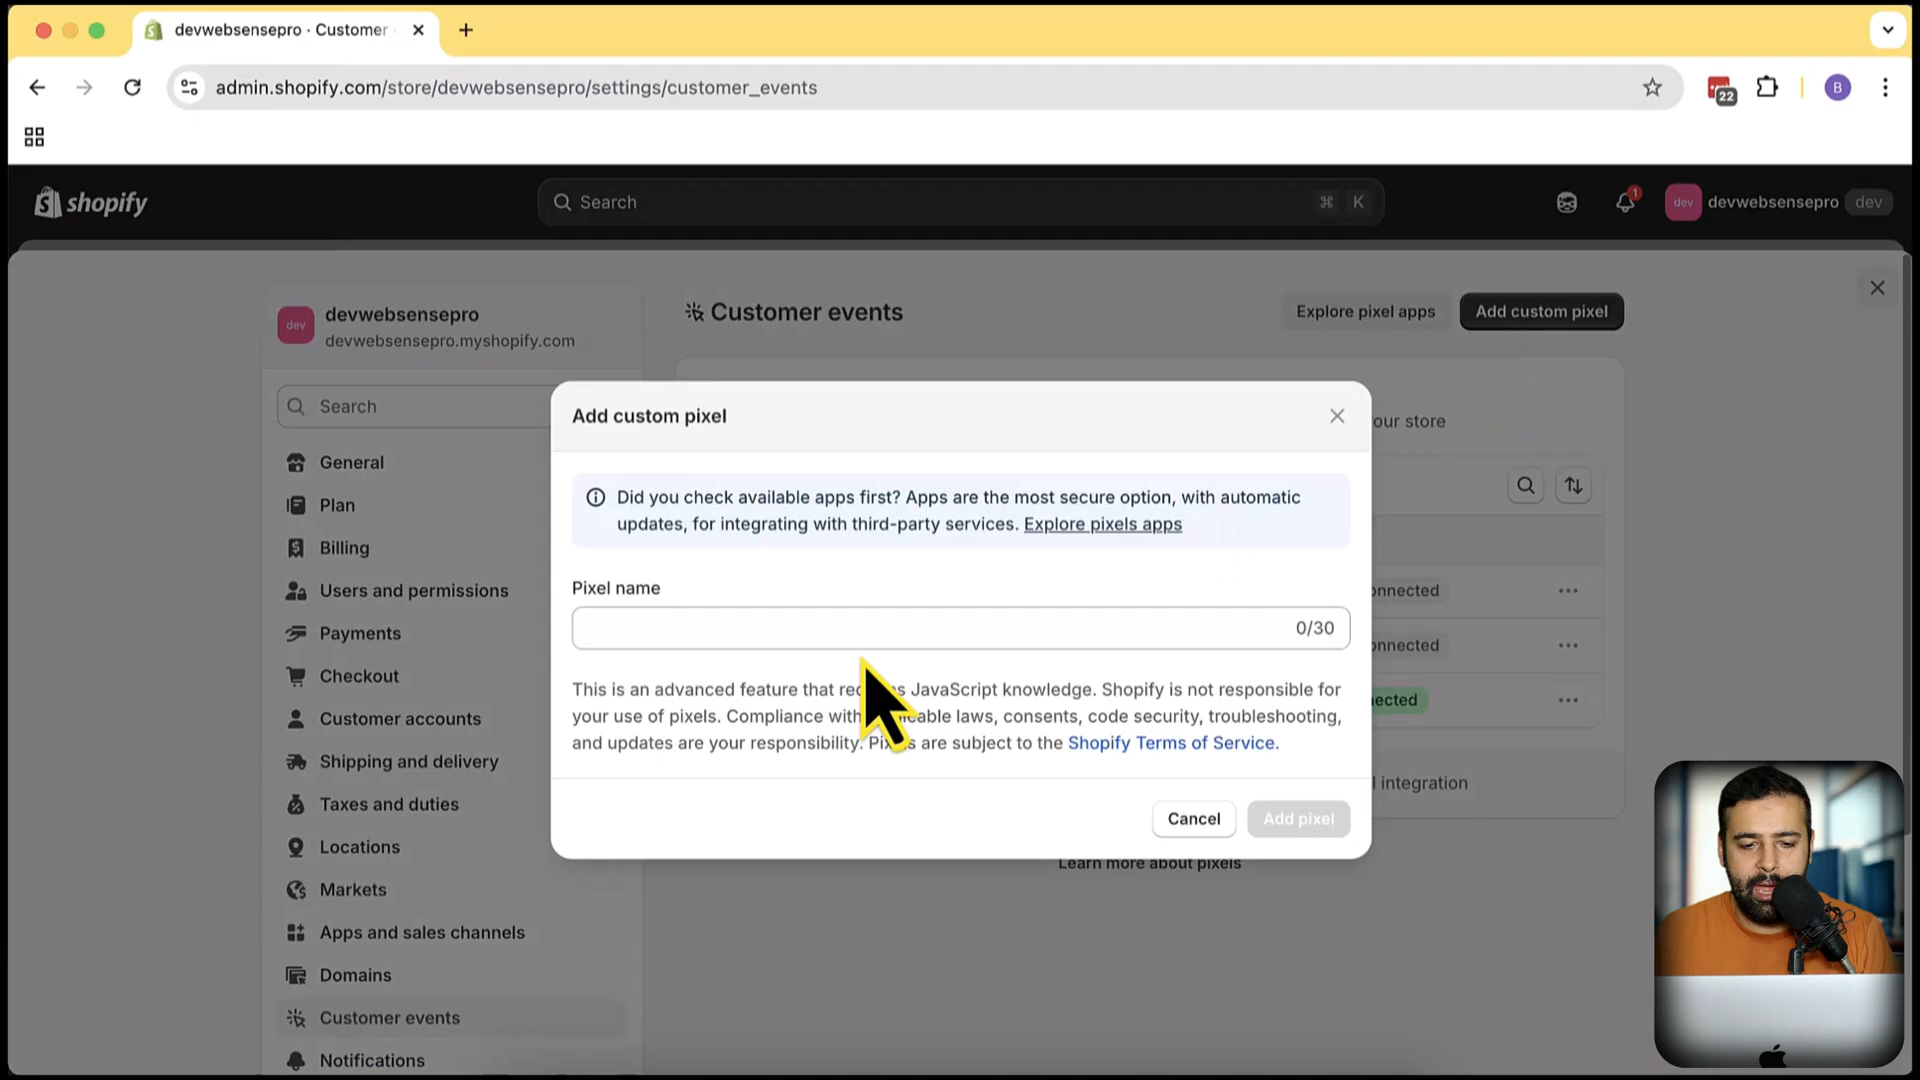 devwebsensepro · Customer
admin.shopify.com/store/devwebsensepro/settings/customer_events
22
B
shopify
Search
⌘ K
1
dev
devwebsensepro
dev
dev
devwebsensepro
devwebsensepro.myshopify.com
Customer events
Explore pixel apps
Add custom pixel
Search
General
Plan
Billing
Users and permissions
Payments
Checkout
Customer accounts
Shipping and delivery
Taxes and duties
Locations
Markets
Apps and sales channels
Domains
Customer events
Notifications
our store
onnected
onnected
ected
l integration
Learn more about pixels
Add custom pixel
Did you check available apps first? Apps are the most secure option, with automatic
updates, for integrating with third-party services. Explore pixels apps
Pixel name
0/30
This is an advanced feature that JavaScript knowledge. Shopify is not responsible for
your use of pixels. Compliance with laws, consents, code security, troubleshooting,
and updates are your responsibility. are subject to the Shopify Terms of Service.
Cancel
Add pixel